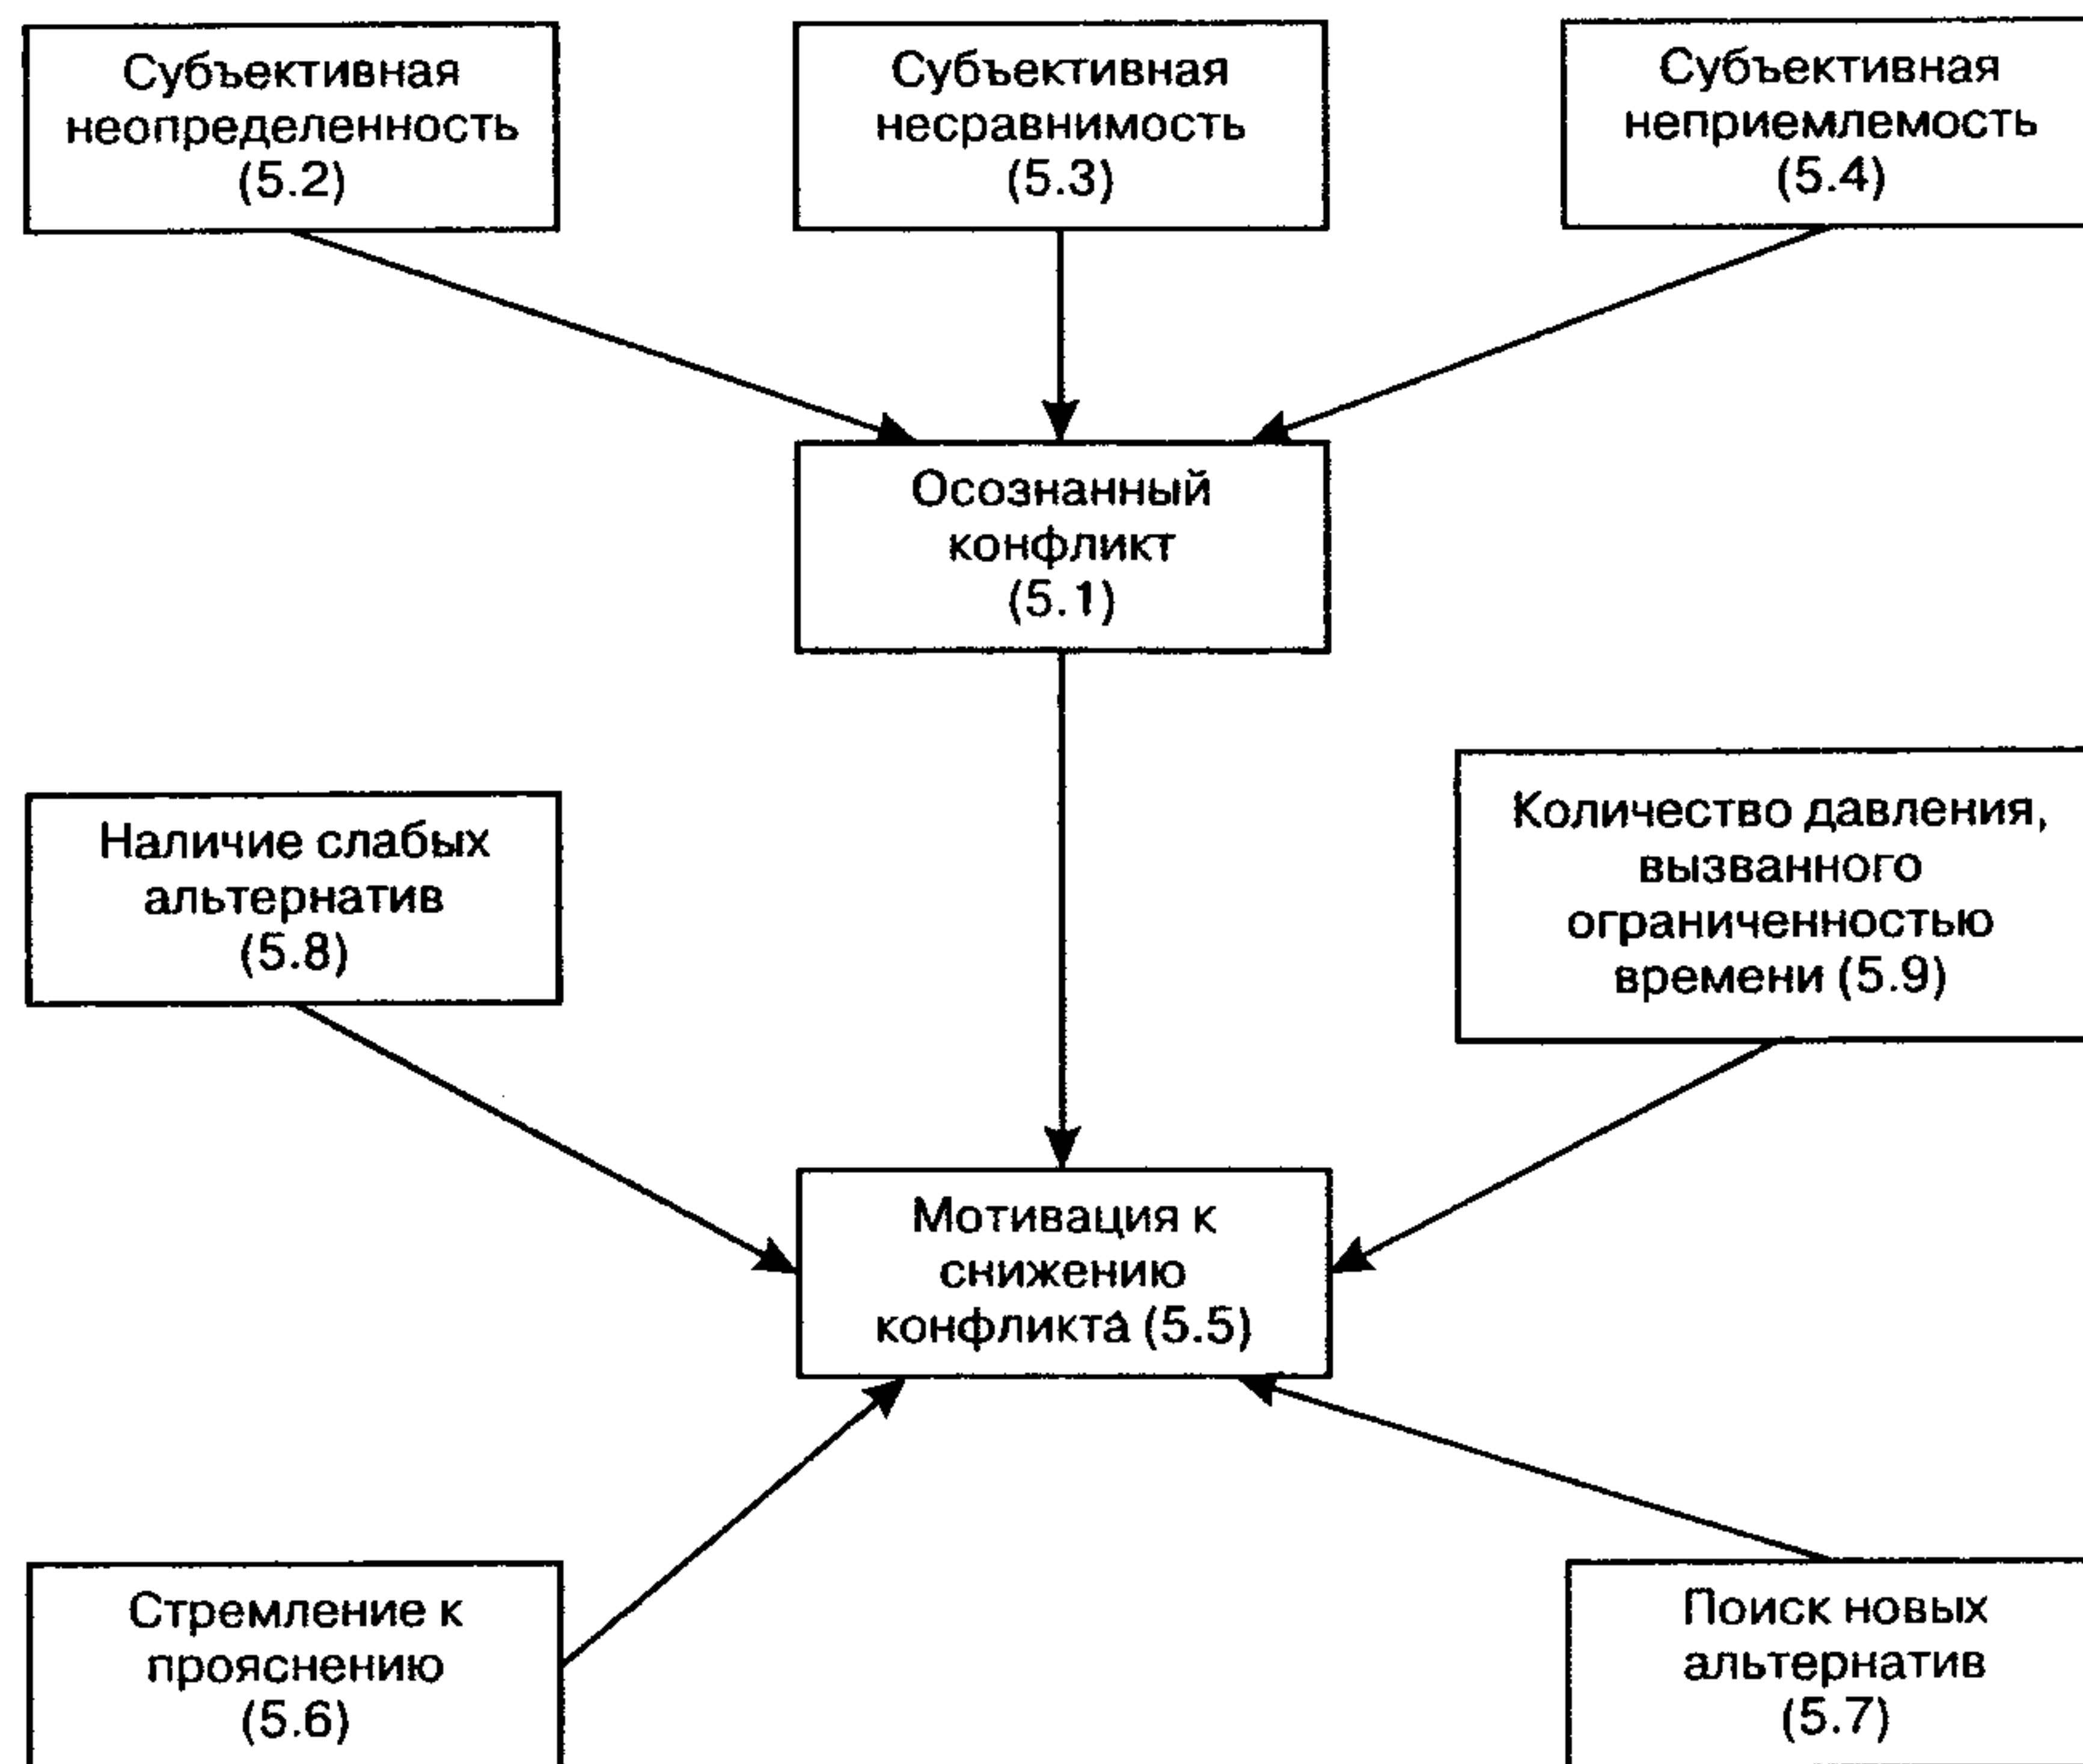 Субъективная
неопределенность
(5.2)
Субъективная
несравнимость
(5.3)
Субъективная
неприемлемость
(5.4)
Осознанный
конфликт
(5.1)
Наличие слабых
альтернатив
(5.8)
Количество давления,
вызванного
ограниченностью
времени (5.9)
Мотивация к
снижению
конфликта (5.5)
Стремление к
прояснению
(5.6)
Поиск новых
альтернатив
(5.7)